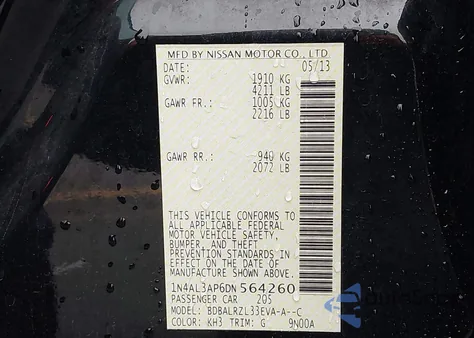 MFD BY NISSAN MOTOR CO., LTD.
DATE: 05/13
GVWR: 1910 KG
4211 LB
GAWR FR.: 1005 KG
2216 LB
GAWR RR.: 940 KG
2072 LB
THIS VEHICLE CONFORMS TO
ALL APPLICABLE FEDERAL
MOTOR VEHICLE SAFETY,
BUMPER, AND THEFT
PREVENTION STANDARDS IN
EFFECT ON THE DATE OF
MANUFACTURE SHOWN ABOVE.
1N4AL3AP6DN564260
PASSENGER CAR 205
MODEL: BDBALRZL33EVA-A--C
COLOR: KH3 TRIM: G 9N00A